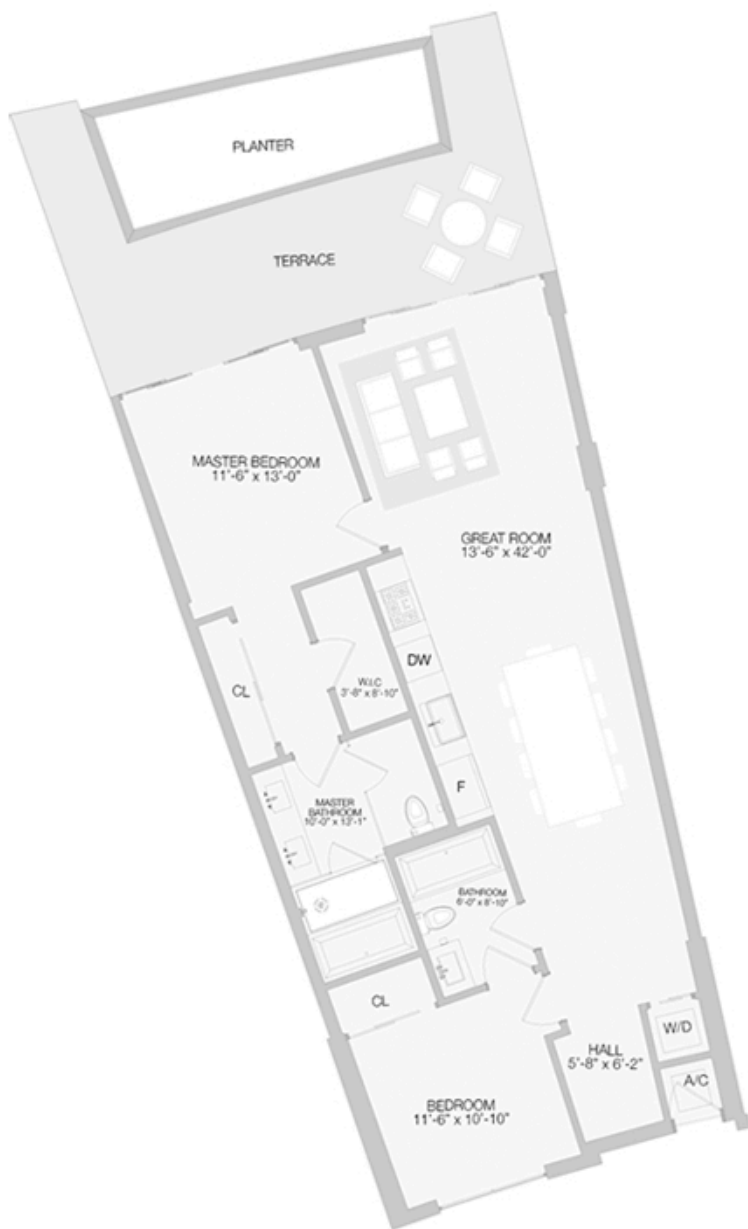 PLANTER
TERRACE
MASTER BEDROOM
11'-6" x 13'-0"
GREAT ROOM
13'-6" x 42'-0"
DW
W.I.C
3'-8" x 8'-10"
CL
F
MASTER
BATHROOM
10'-0" x 13'-1"
BATHROOM
6'-0" x 8'-10"
CL
W/D
HALL
5'-8" x 6'-2"
A/C
BEDROOM
11'-6" x 10'-10"